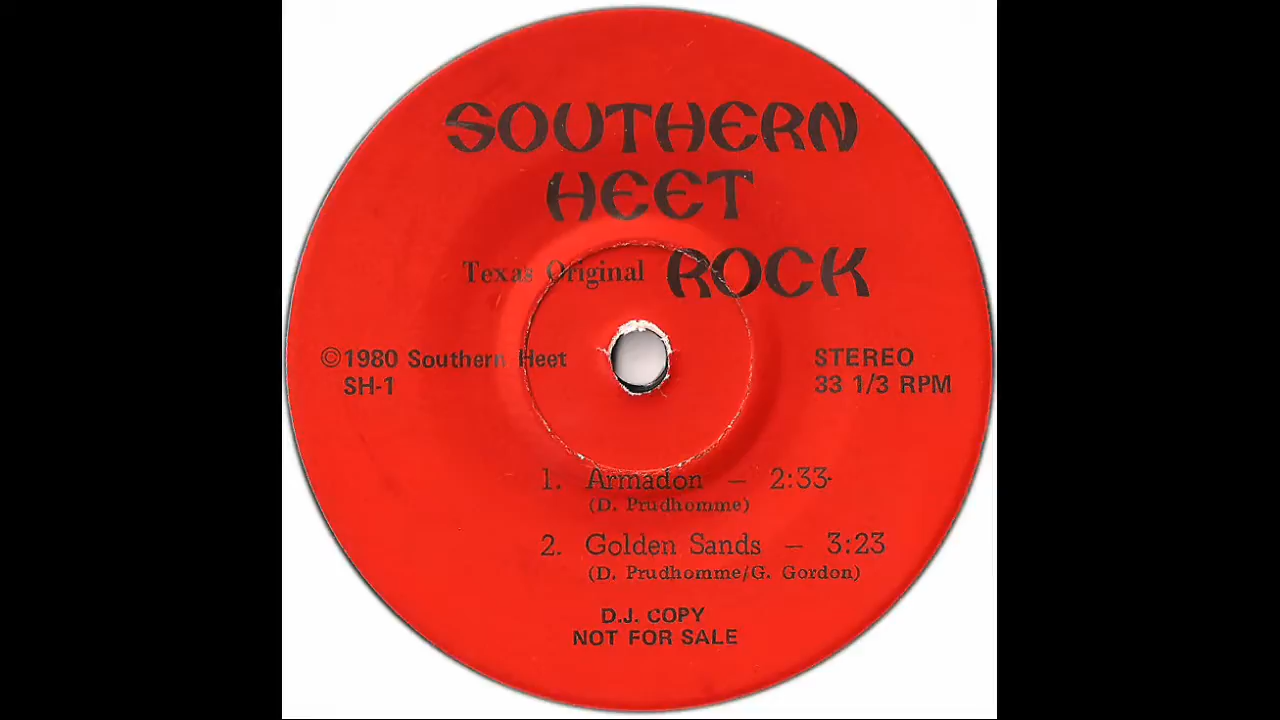 SOUTHERN
HEET
Texas Original ROCK
©1980 Southern Heet
SH-1
STEREO
33 1/3 RPM
1. Armadon — 2:33
(D. Prudhomme)
2. Golden Sands — 3:23
(D. Prudhomme/G. Gordon)
D.J. COPY
NOT FOR SALE